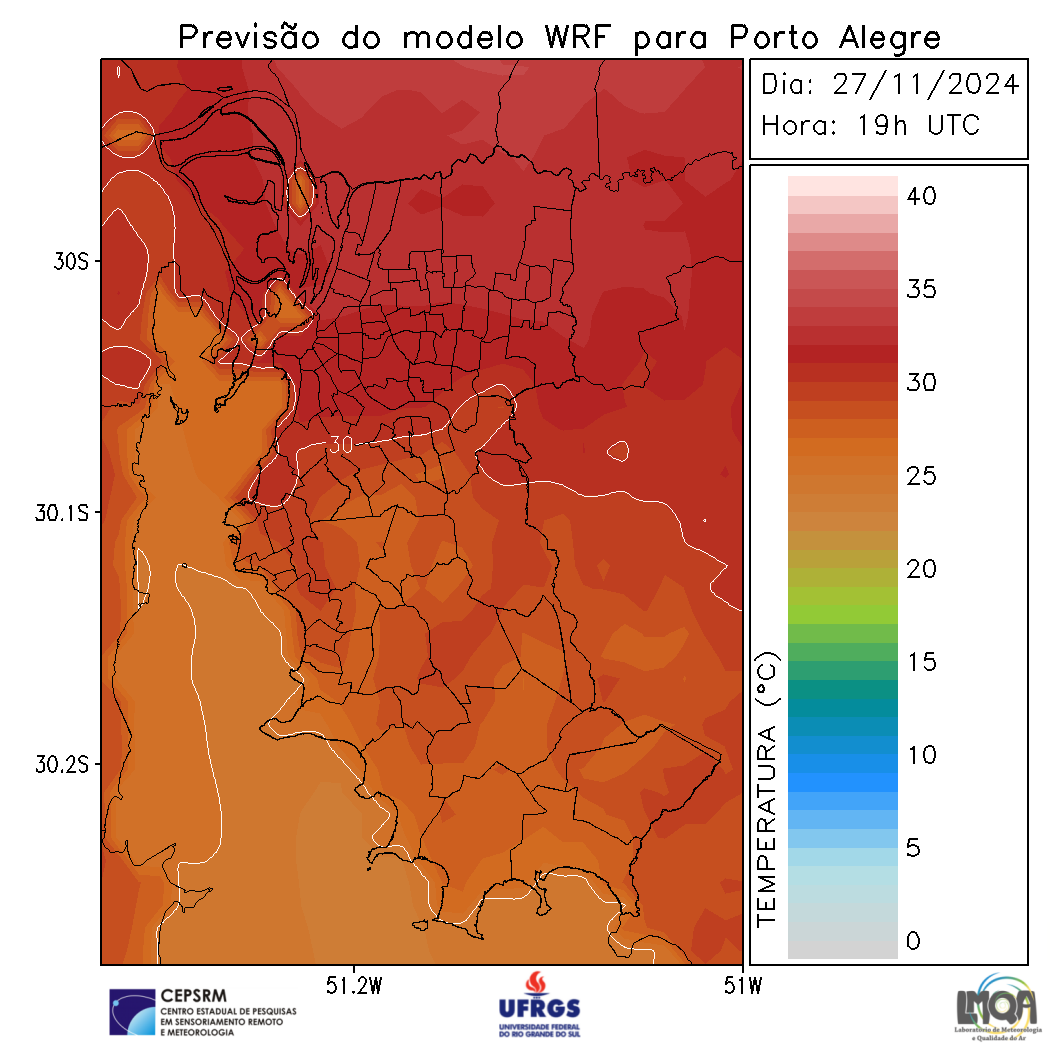 Previsão do modelo WRF para Porto Alegre
Dia: 27/11/2024
Hora: 19h UTC
30S
30.1S
30.2S
51.2W
51W
30
40
35
30
25
20
15
10
5
0
TEMPERATURA (°C)
CEPSRM
CENTRO ESTADUAL DE PESQUISAS
EM SENSORIAMENTO REMOTO
E METEOROLOGIA
UFRGS
UNIVERSIDADE FEDERAL
DO RIO GRANDE DO SUL
LMQA
Laboratório de Meteorologia
e Qualidade do Ar